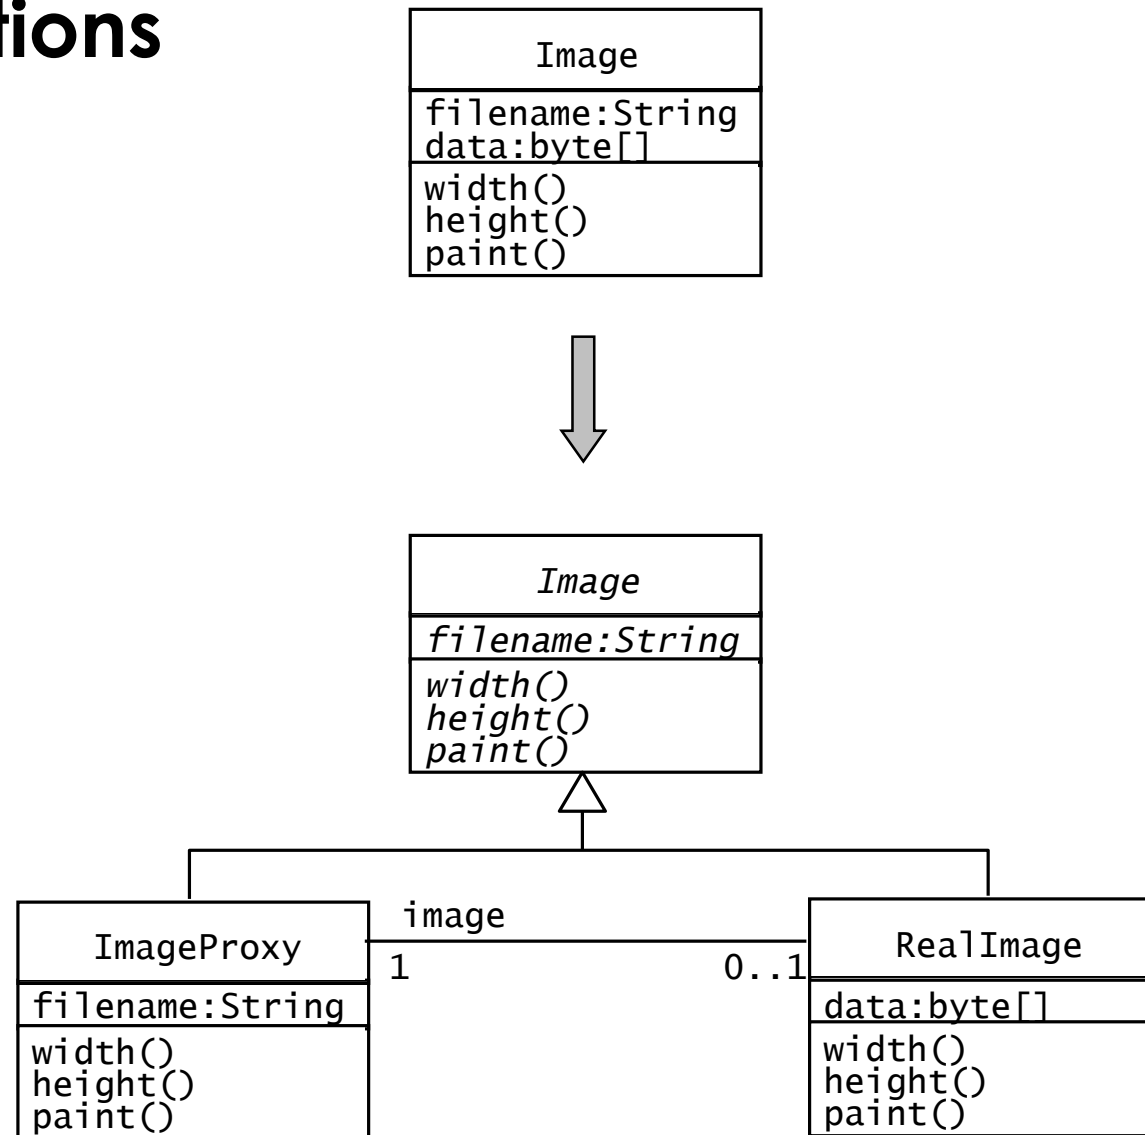 tions
Image
filename:String
data:byte[]
width()
height()
paint()
Image
filename:String
width()
height()
paint()
image
1
0..1
ImageProxy
filename:String
width()
height()
paint()
RealImage
data:byte[]
width()
height()
paint()